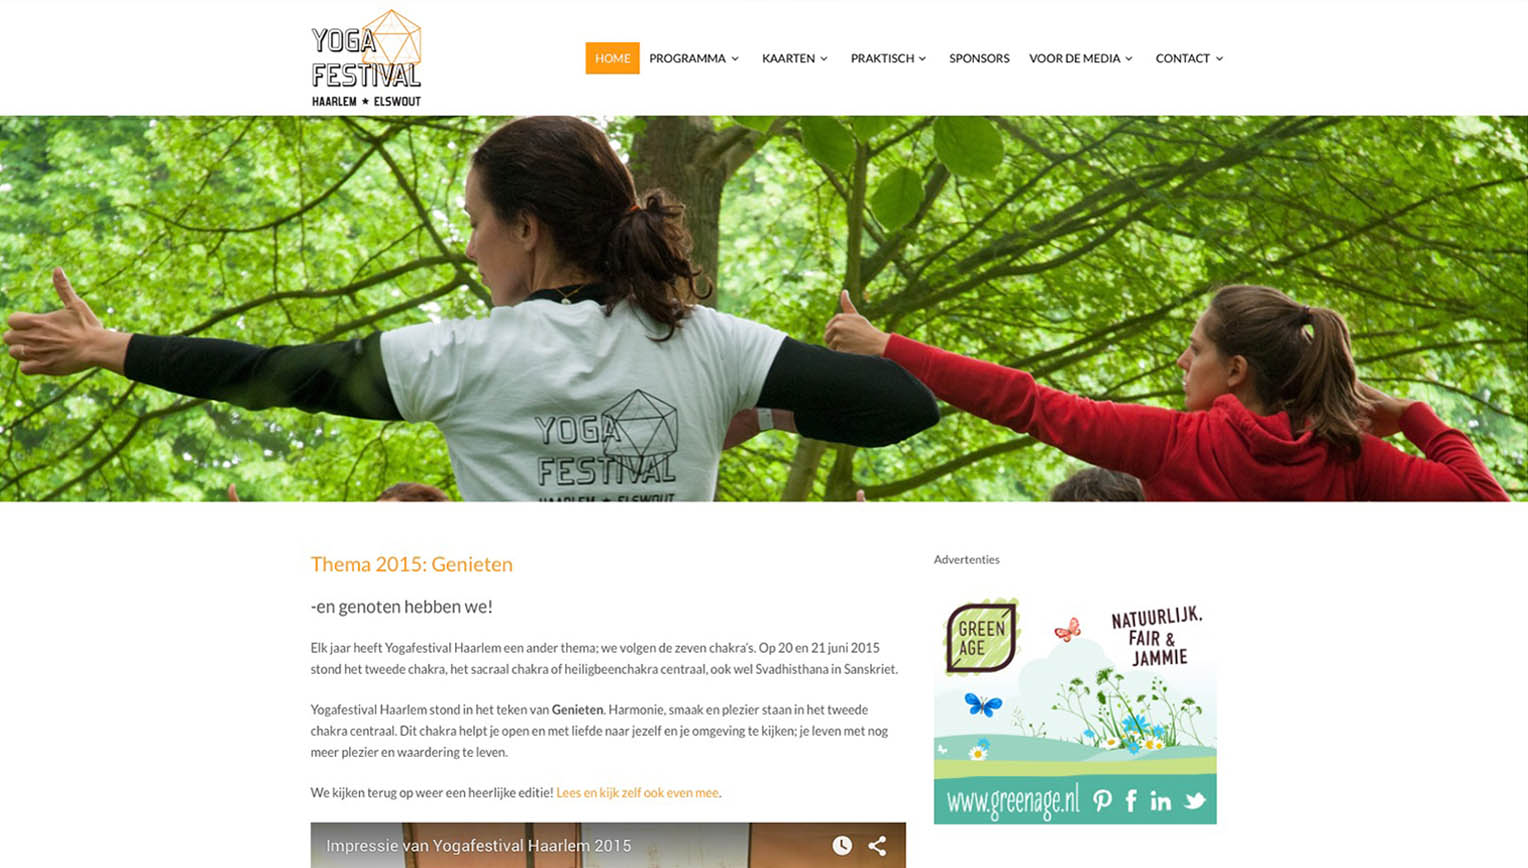 YOGA
FESTIVAL
HAARLEM ★ ELSWOUT
HOME PROGRAMMA KAARTEN PRAKTISCH SPONSORS VOOR DE MEDIA CONTACT
YOGA
FESTIVAL
HAARLEM ★ ELSWOUT
Thema 2015: Genieten
-en genoten hebben we!
Elk jaar heeft Yogafestival Haarlem een ander thema; we volgen de zeven chakra's. Op 20 en 21 juni 2015
stond het tweede chakra, het sacraal chakra of heiligbeenchakra centraal, ook wel Svadhisthana in Sanskriet.
Yogafestival Haarlem stond in het teken van Genieten. Harmonie, smaak en plezier staan in het tweede
chakra centraal. Dit chakra helpt je open en met liefde naar jezelf en je omgeving te kijken; je leven met nog
meer plezier en waardering te leven.
We kijken terug op weer een heerlijke editie! Lees en kijk zelf ook even mee.
Impressie van Yogafestival Haarlem 2015
Advertenties
GREEN
AGE
NATUURLIJK.
FAIR &
JAMMIE
www.greenage.nl